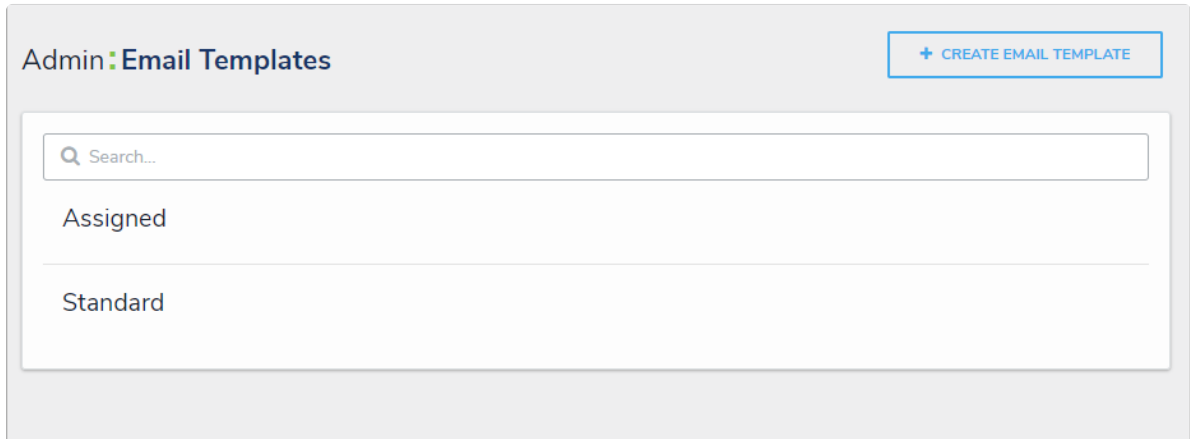 Admin:Email Templates
+ CREATE EMAIL TEMPLATE
Search...
Assigned
Standard